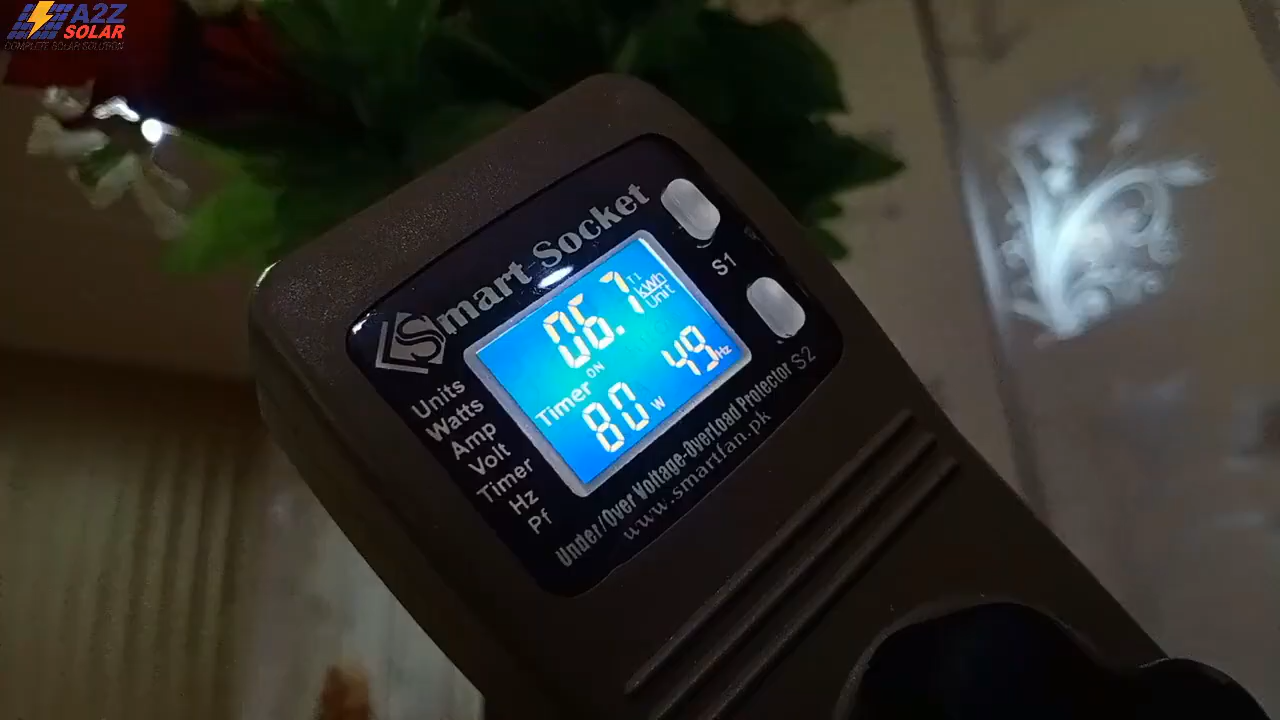 A2Z
SOLAR
COMPLETE SOLAR SOLUTION
Smart Socket
S1
S2
06.7 T1 kWh
Unit
Timer ON
49 Hz
80 W
Units
Watts
Amp
Volt
Timer
Hz
Pf
Under/Over Voltage-OverLoad Protector
www.smartfan.pk